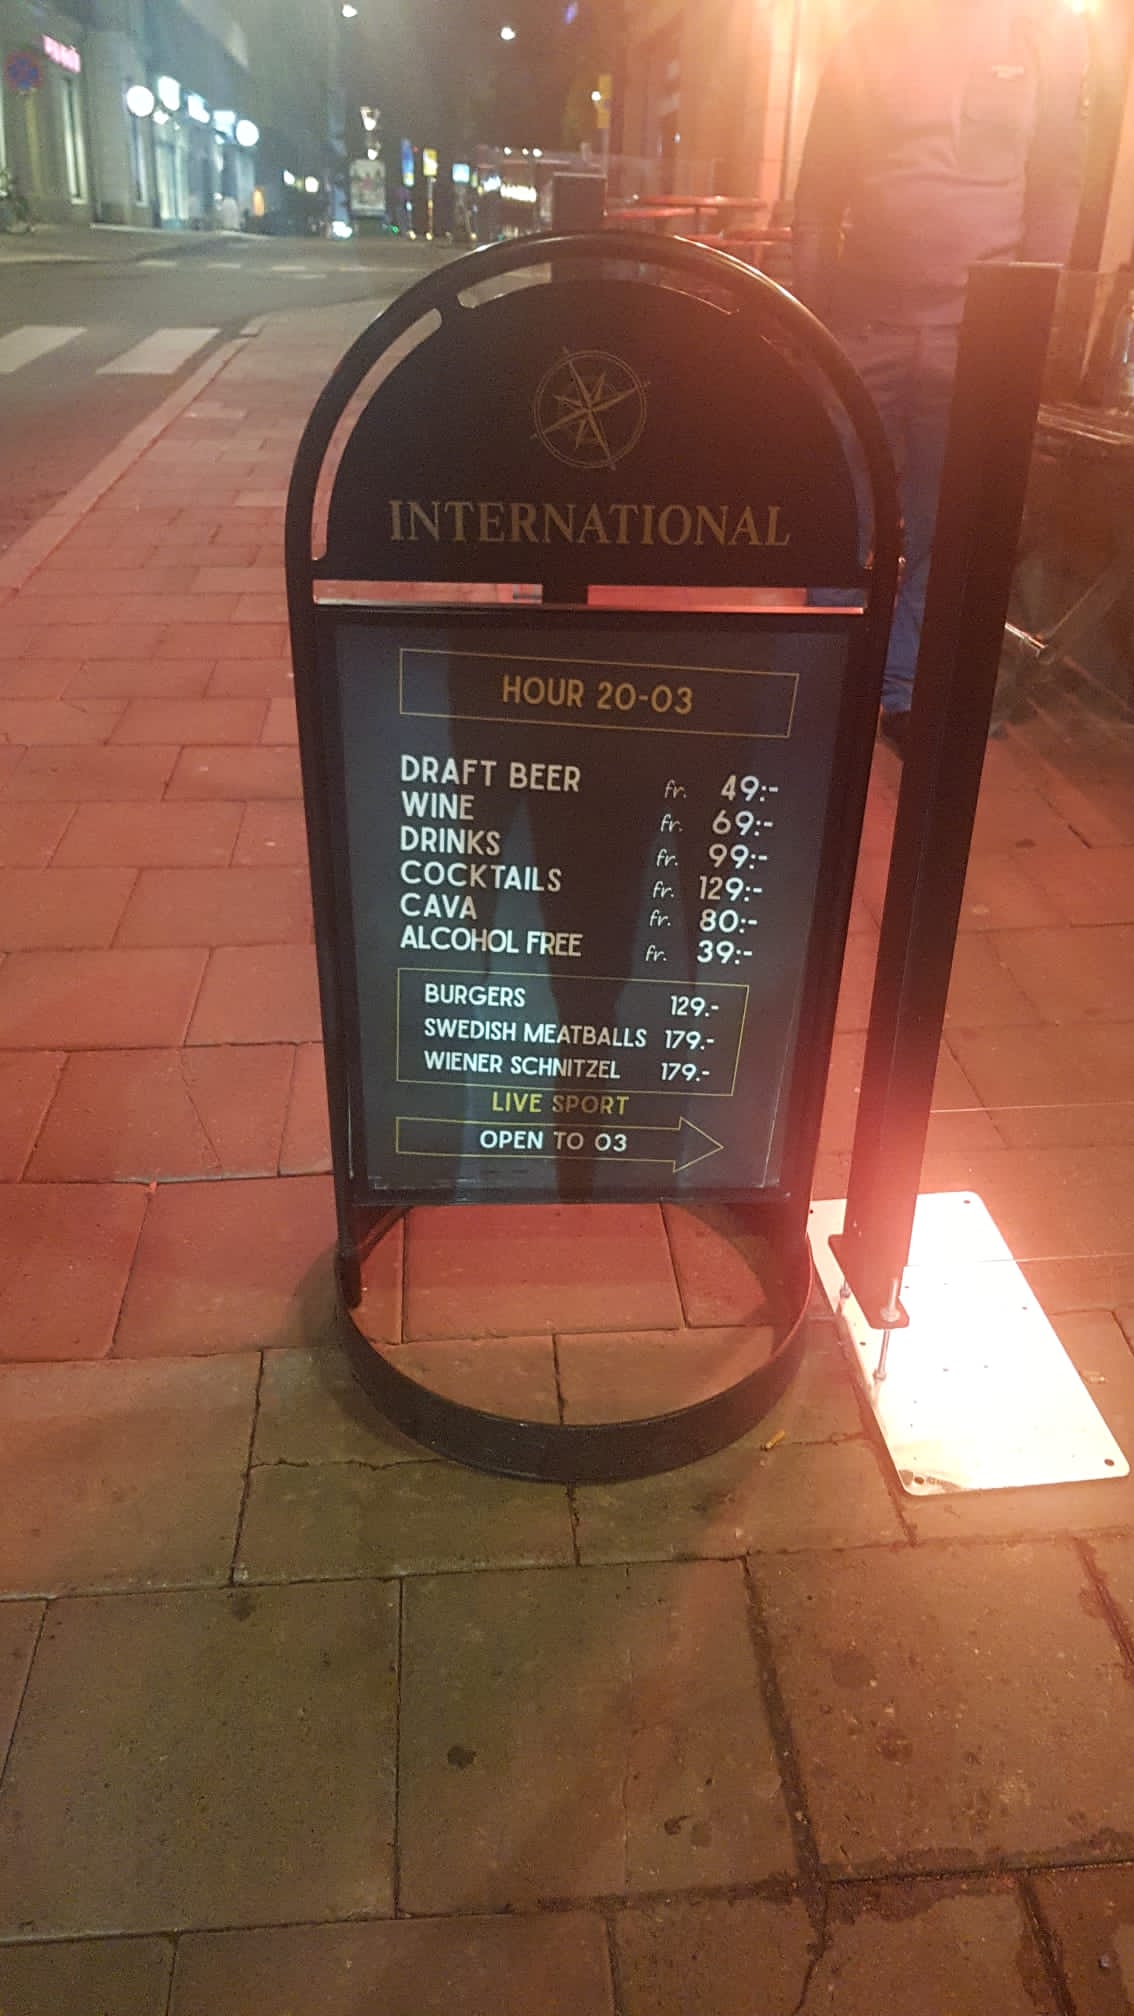 INTERNATIONAL
HOUR 20-03
DRAFT BEER fr. 49:-
WINE fr. 69:-
DRINKS fr. 99:-
COCKTAILS fr. 129:-
CAVA fr. 80:-
ALCOHOL FREE fr. 39:-
BURGERS 129.-
SWEDISH MEATBALLS 179.-
WIENER SCHNITZEL 179.-
LIVE SPORT
OPEN TO 03